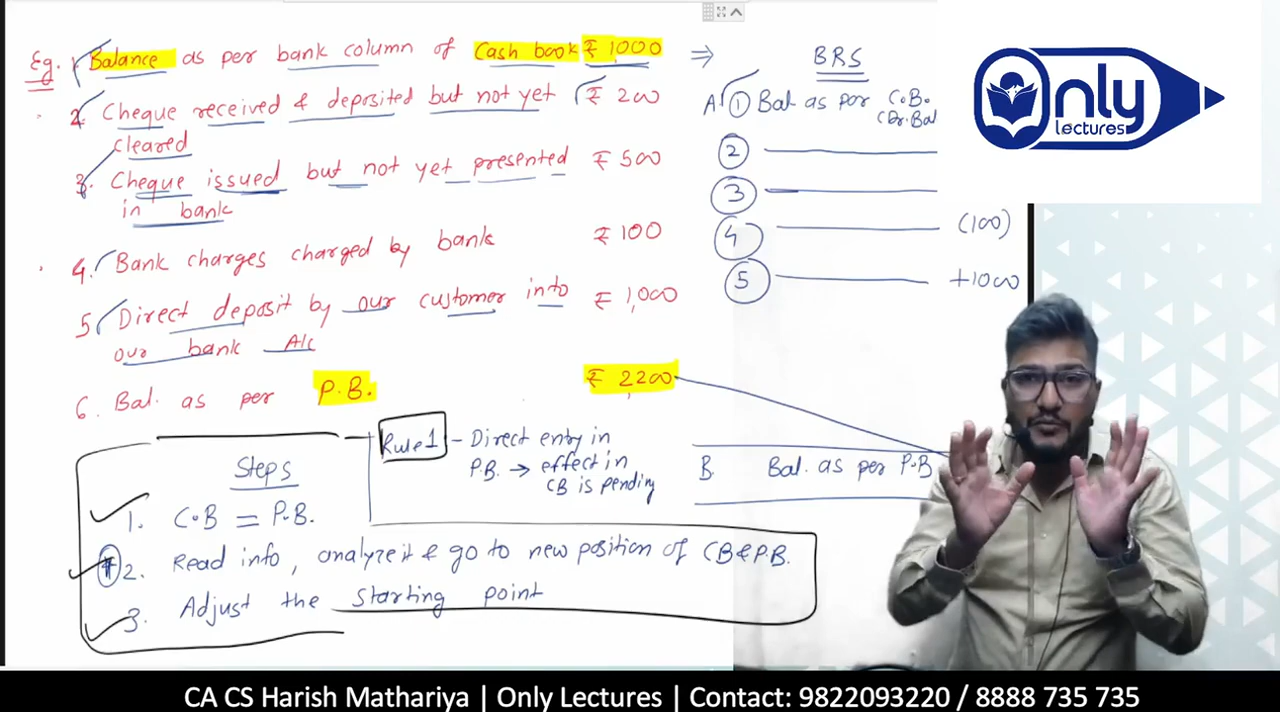 Eg. 1. Balance as per bank column of Cash book ₹ 1000 ⇒
2. Cheque received & deposited but not yet ₹ 200
cleared
3. Cheque issued but not yet presented ₹ 500
in bank
4. Bank charges charged by bank ₹ 100
5. Direct deposit by our customer into ₹ 1,000
our bank A/c
6. Bal. as per P.B. ₹ 2200
BRS
A ① Bal as per C.B.
(Dr. Bal
②
③
④ (100)
⑤ +1000
B. Bal. as per P.B
Rule 1 - Direct entry in
P.B. → effect in
CB is pending
Steps
1. C.B = P.B.
2. Read info, analyze it & go to new position of CB & P.B.
3. Adjust the starting point
Only
Lectures
CA CS Harish Mathariya | Only Lectures | Contact: 9822093220 / 8888 735 735